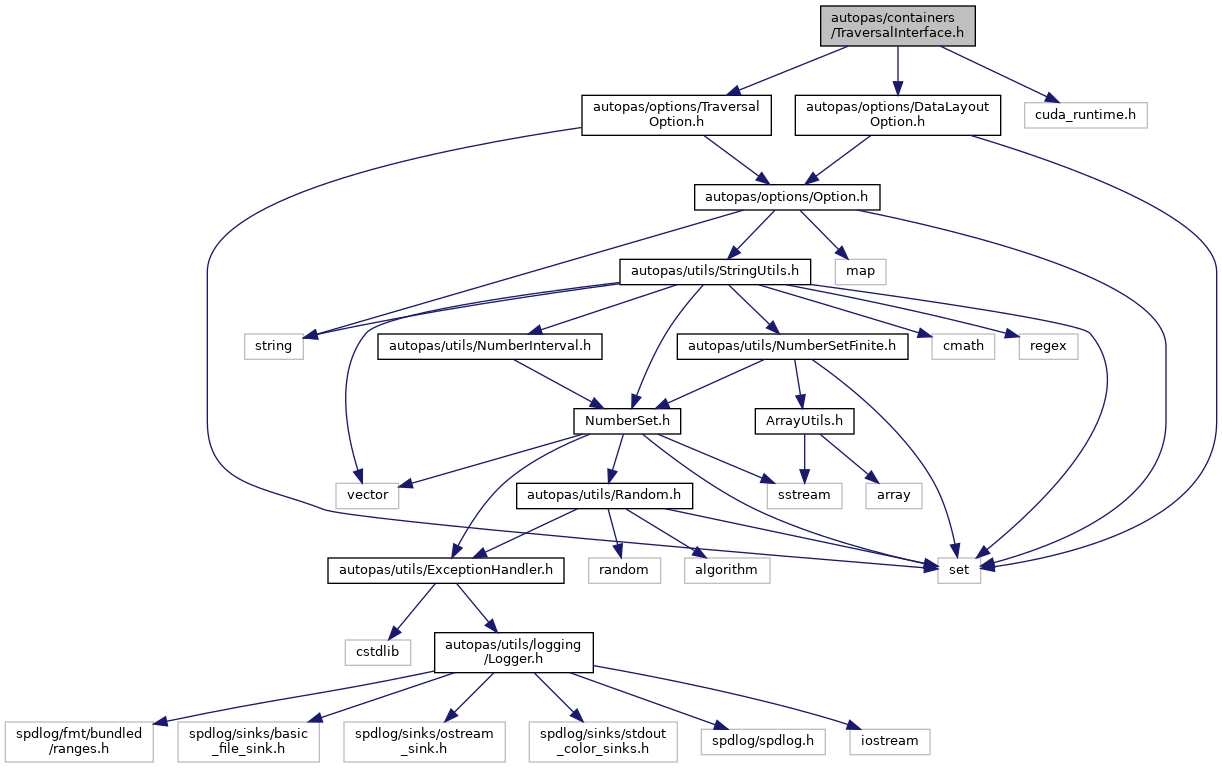 autopas/containers
/TraversalInterface.h
autopas/options/Traversal
Option.h
autopas/options/DataLayout
Option.h
cuda_runtime.h
autopas/options/Option.h
autopas/utils/StringUtils.h
map
string
autopas/utils/NumberInterval.h
autopas/utils/NumberSetFinite.h
cmath
regex
NumberSet.h
ArrayUtils.h
vector
autopas/utils/Random.h
sstream
array
autopas/utils/ExceptionHandler.h
random
algorithm
set
cstdlib
autopas/utils/logging
/Logger.h
spdlog/fmt/bundled
/ranges.h
spdlog/sinks/basic
_file_sink.h
spdlog/sinks/ostream
_sink.h
spdlog/sinks/stdout
_color_sinks.h
spdlog/spdlog.h
iostream